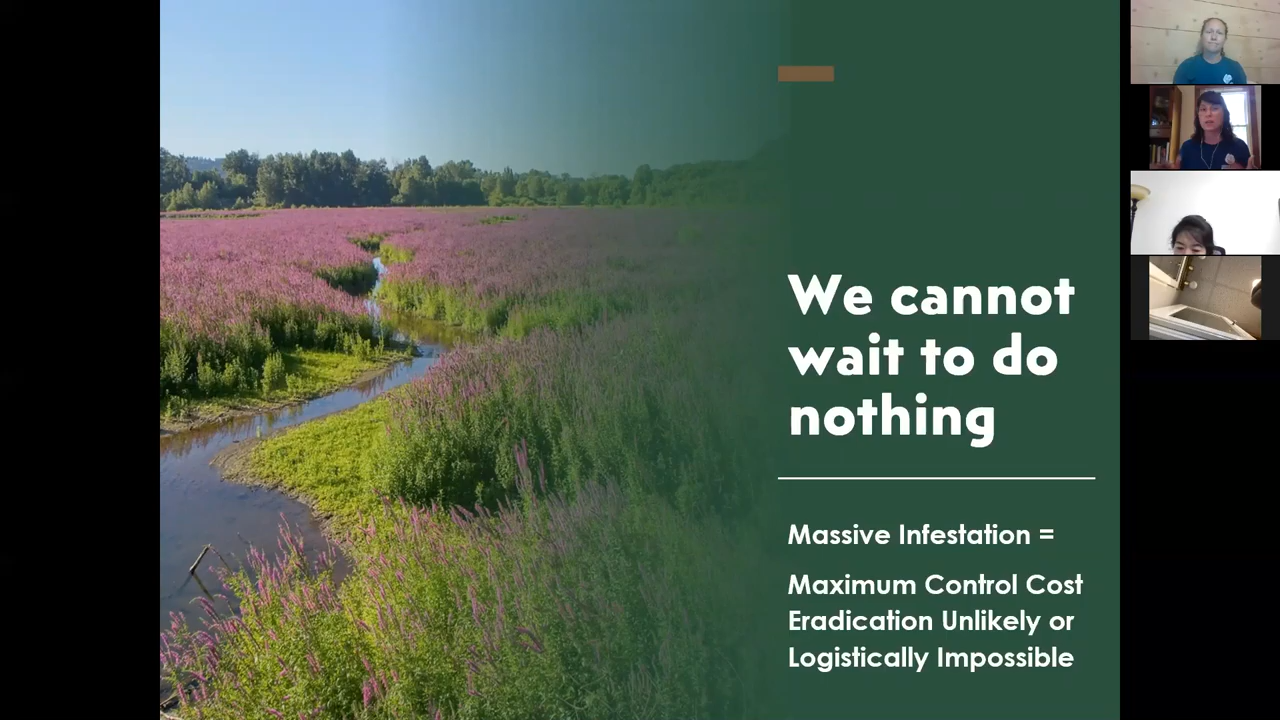 We cannot
wait to do
nothing
Massive Infestation =
Maximum Control Cost
Eradication Unlikely or
Logistically Impossible